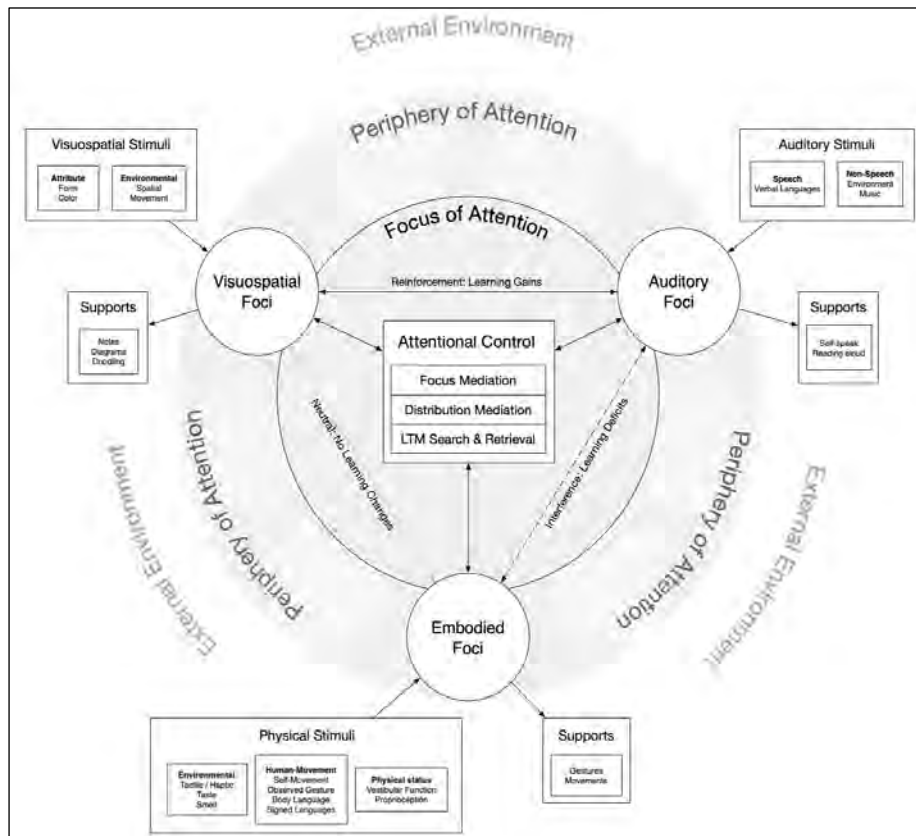 External Environment
Periphery of Attention
Visuospatial Stimuli
Attribute
Form
Color
Environmental
Spatial
Movement
Auditory Stimuli
Speech
Verbal Languages
Non-Speech
Environment
Music
Focus of Attention
Visuospatial
Foci
Reinforcement: Learning Gains
Auditory
Foci
Supports
Notes
Diagrams
Doodling
Attentional Control
Focus Mediation
Distribution Mediation
LTM Search & Retrieval
Supports
Self-speak
Reading aloud
Neutral: No Learning Changes
Interference: Learning Deficits
Periphery of Attention
External Environment
Periphery of Attention
External Environment
Embodied
Foci
Physical Stimuli
Environmental
Tactile / Haptic
Taste
Smell
Human-Movement
Self-Movement
Observed Gesture
Body Language
Signed Languages
Physical status
Vestibular Function
Proprioception
Supports
Gestures
Movements